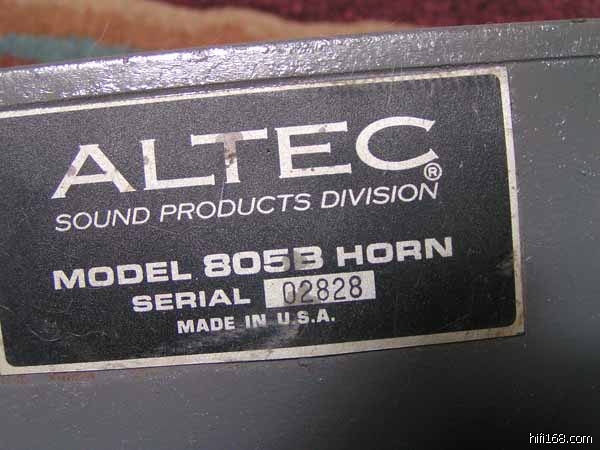 ALTEC®
SOUND PRODUCTS DIVISION
MODEL 805B HORN
SERIAL 02828
MADE IN U.S.A.
hifi168.com